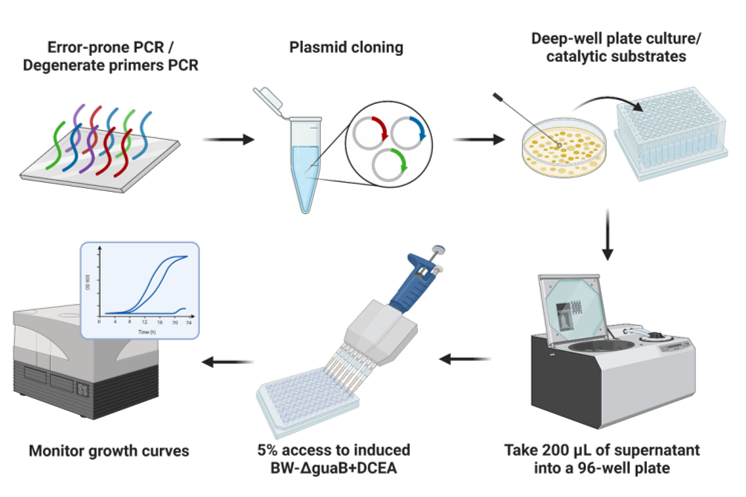 Error-prone PCR /
Degenerate primers PCR
Plasmid cloning
Deep-well plate culture/
catalytic substrates
OD 600
0 4 8 12 16 20 24
Time (h)
Monitor growth curves
5% access to induced
BW-ΔguaB+DCEA
Take 200 µL of supernatant
into a 96-well plate